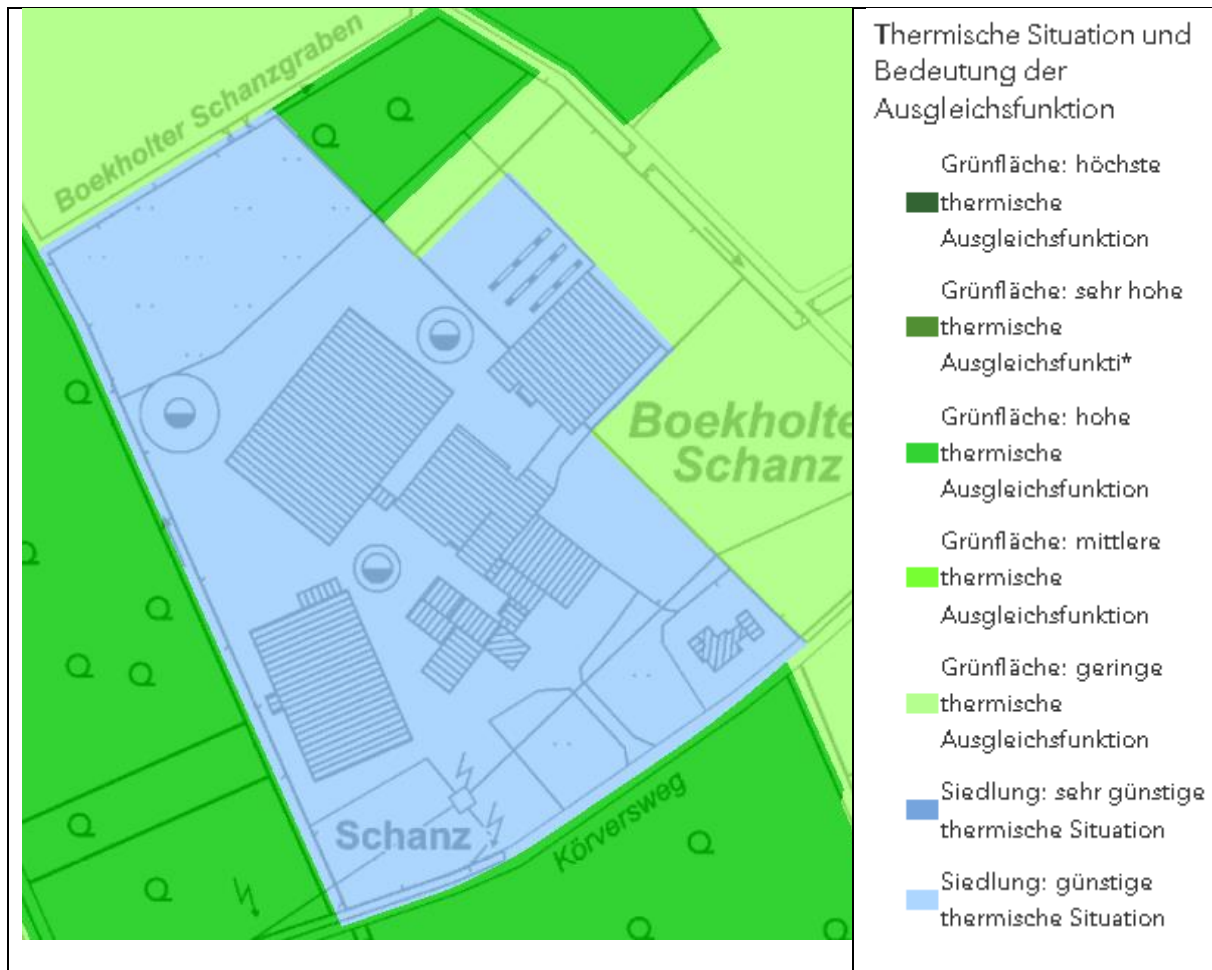 Boekholter Schanzgraben
Boekholte
Schanz
Schanz
Körversweg
Thermische Situation und
Bedeutung der
Ausgleichsfunktion
Grünfläche: höchste
thermische
Ausgleichsfunktion
Grünfläche: sehr hohe
thermische
Ausgleichsfunkti*
Grünfläche: hohe
thermische
Ausgleichsfunktion
Grünfläche: mittlere
thermische
Ausgleichsfunktion
Grünfläche: geringe
thermische
Ausgleichsfunktion
Siedlung: sehr günstige
thermische Situation
Siedlung: günstige
thermische Situation